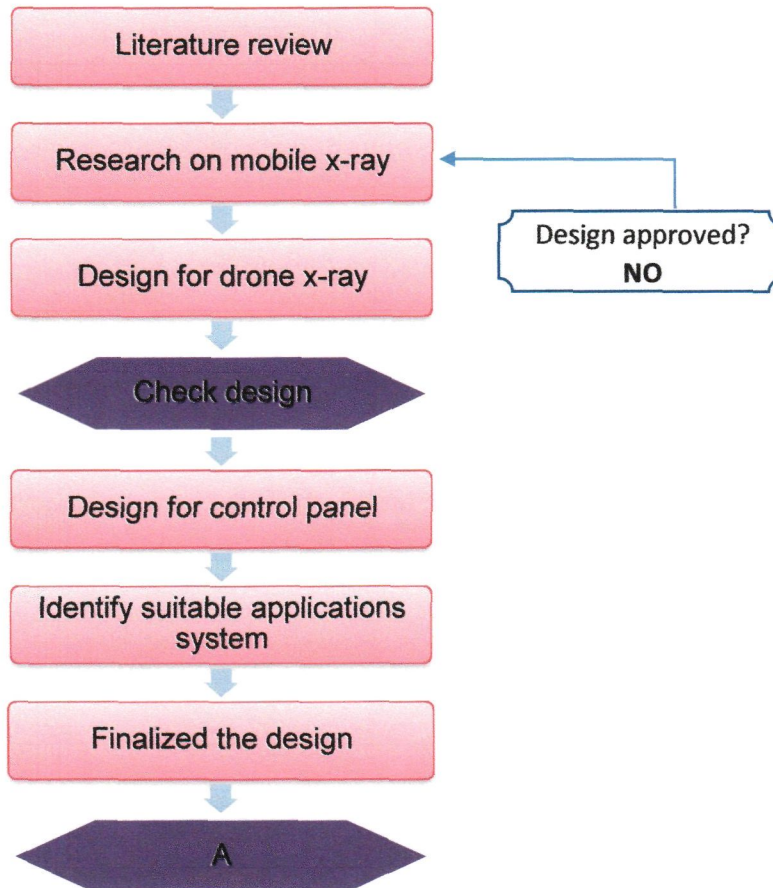 Literature review
Research on mobile x-ray
Design approved?
NO
Design for drone x-ray
Check design
Design for control panel
Identify suitable applications
system
Finalized the design
A